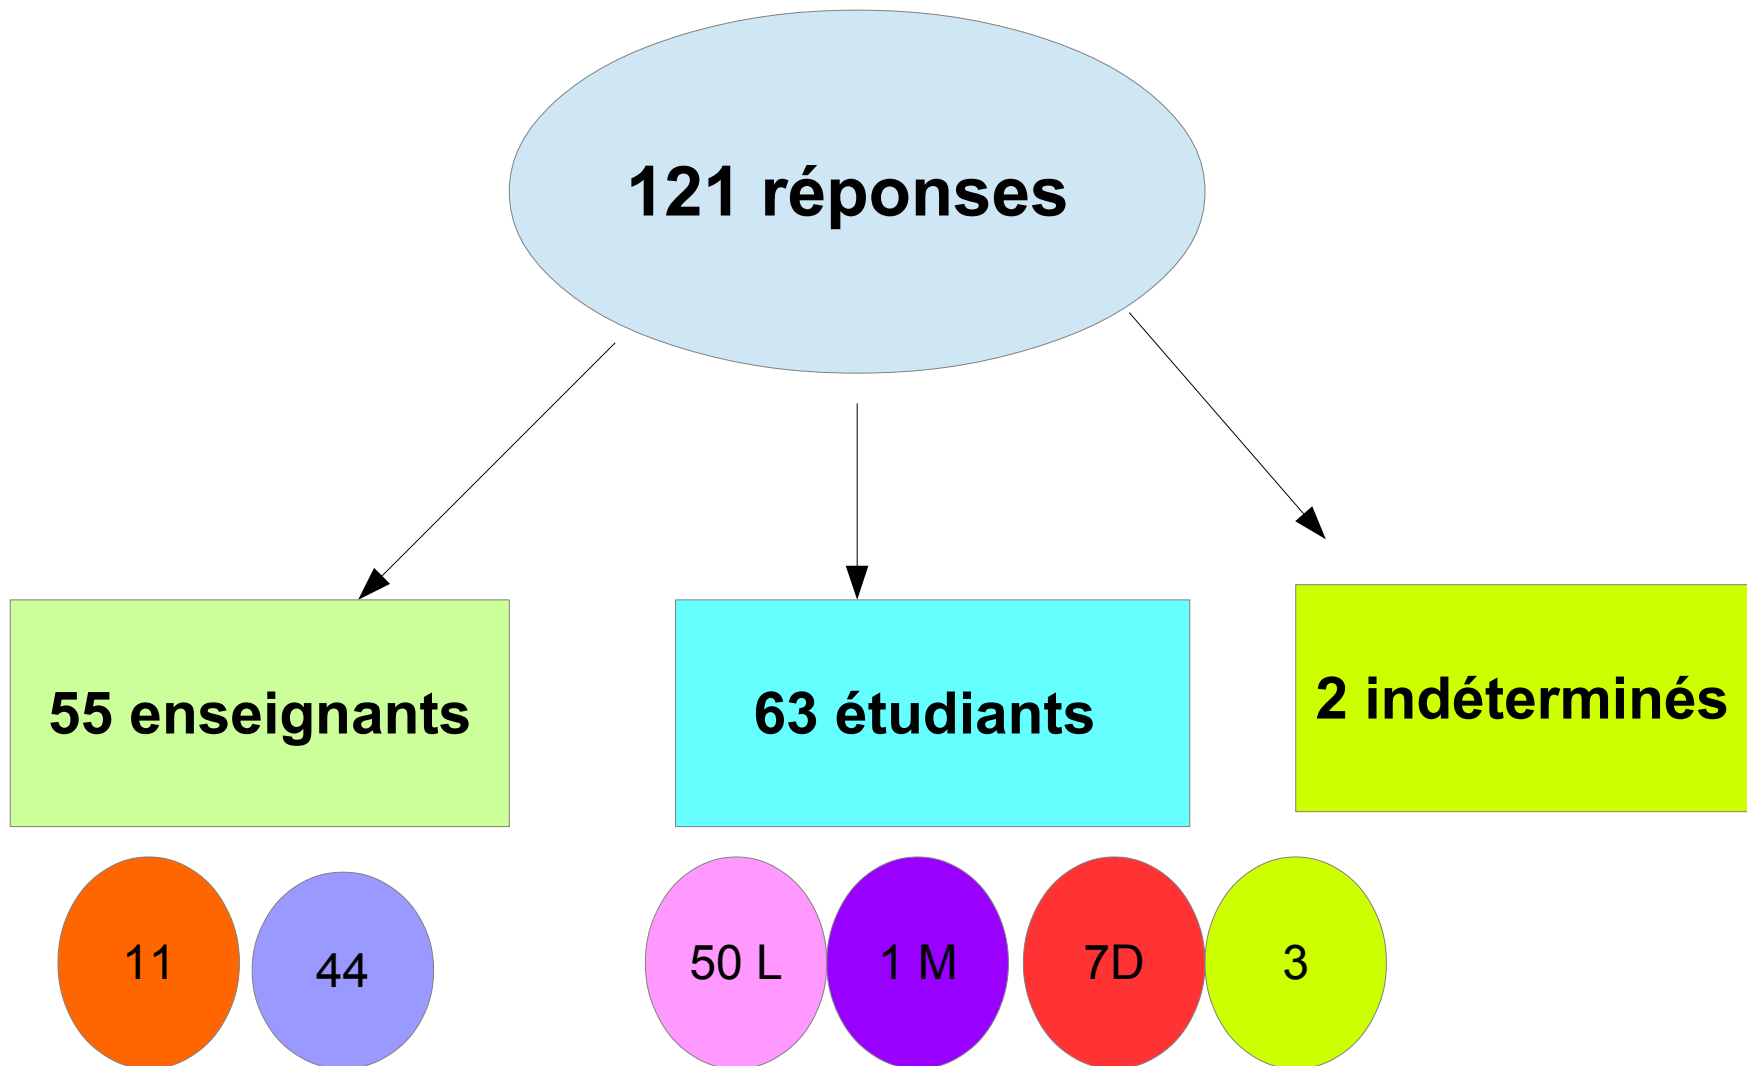 121 réponses
55 enseignants
63 étudiants
2 indéterminés
11
44
50 L
1 M
7D
3